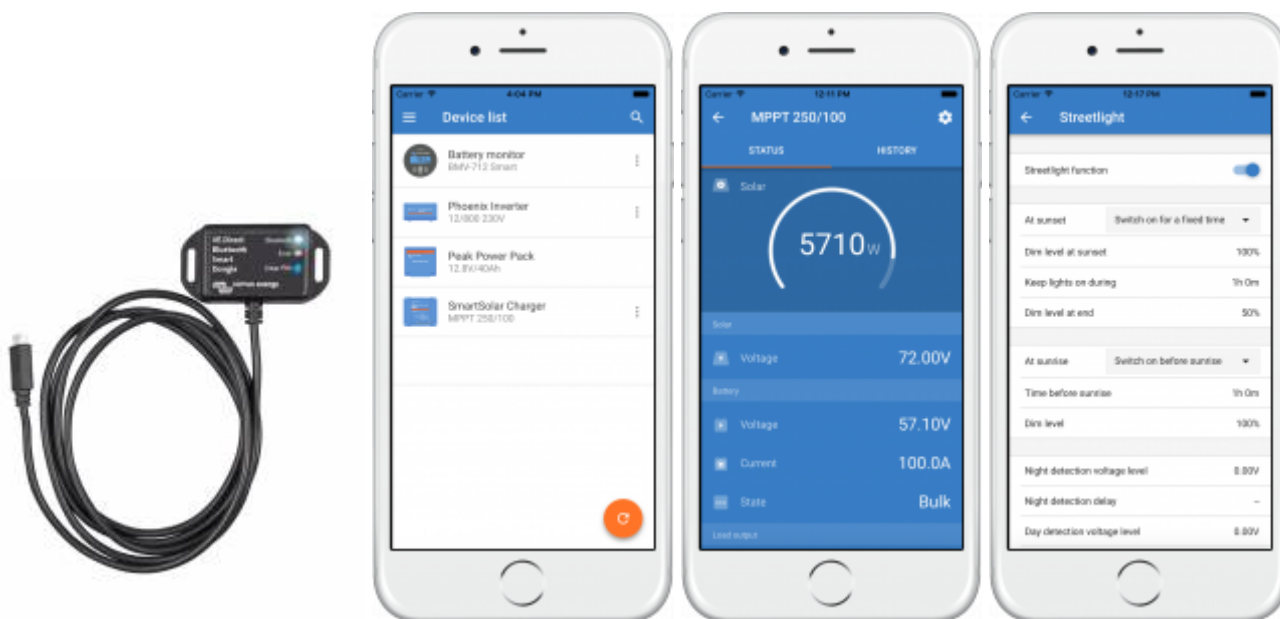 VE.Direct
Bluetooth
Smart
Dongle
Bluetooth
Error
victron energy
Carrier 4:04 PM
Device list
Battery monitor
BMV-712 Smart
Phoenix Inverter
12/800 230V
Peak Power Pack
12.8V/40Ah
SmartSolar Charger
MPPT 250/100
Carrier 12:11 PM
MPPT 250/100
STATUS HISTORY
Solar
5710W
Solar
Voltage 72.00V
Battery
Voltage 57.10V
Current 100.0A
State Bulk
Load output
Carrier 12:17 PM
Streetlight
Streetlight function
At sunset Switch on for a fixed time
Dim level at sunset 100%
Keep lights on during 1h 0m
Dim level at end 50%
At sunrise Switch on before sunrise
Time before sunrise 1h 0m
Dim level 100%
Night detection voltage level 0.00V
Night detection delay –
Day detection voltage level 0.00V